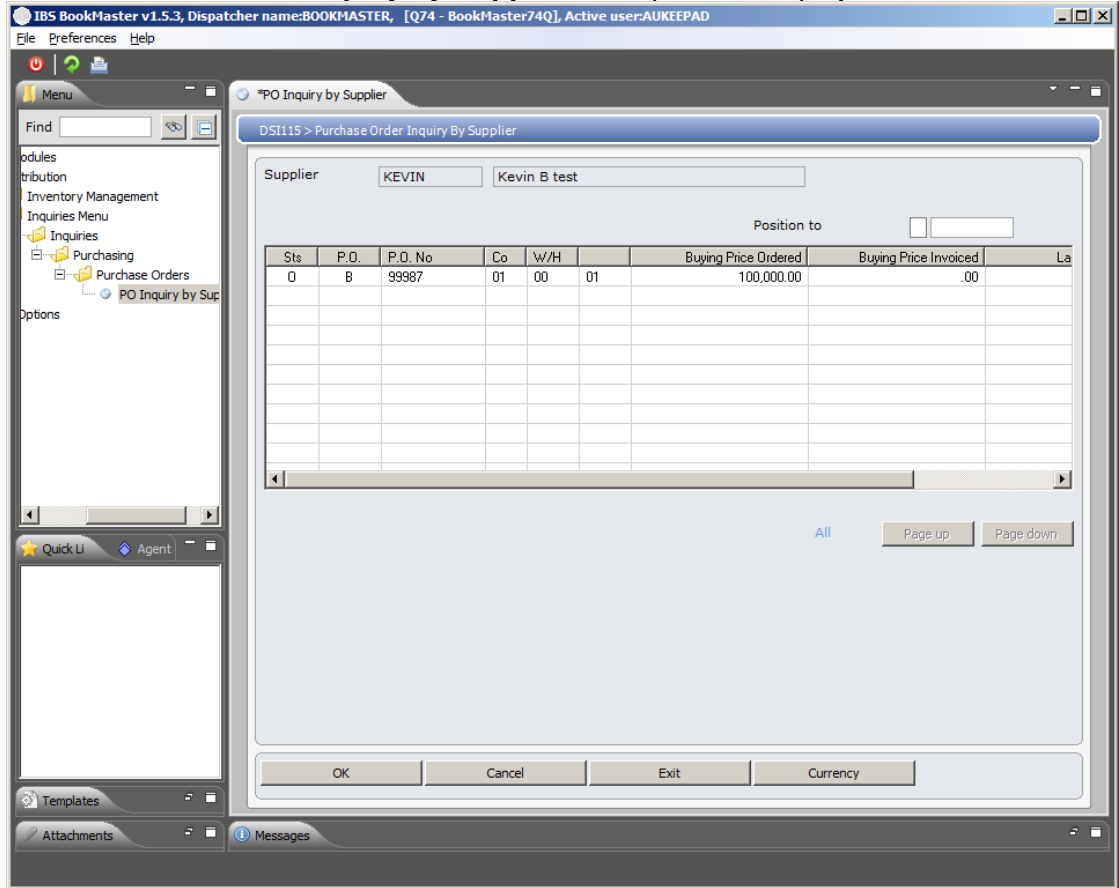 IBS BookMaster v1.5.3, Dispatcher name:BOOKMASTER, [Q74 - BookMaster74Q], Active user:AUKEEPAD
File Preferences Help
Menu
*PO Inquiry by Supplier
Find
DSI115 > Purchase Order Inquiry By Supplier
odules
tribution
Inventory Management
Inquiries Menu
Inquiries
Purchasing
Purchase Orders
PO Inquiry by Sup
Options
Supplier KEVIN Kevin B test
Position to
Sts P.O. P.O. No Co W/H Buying Price Ordered Buying Price Invoiced La
O B 99987 01 00 01 100,000.00 .00
All Page up Page down
Quick Li Agent
OK Cancel Exit Currency
Templates
Attachments
Messages